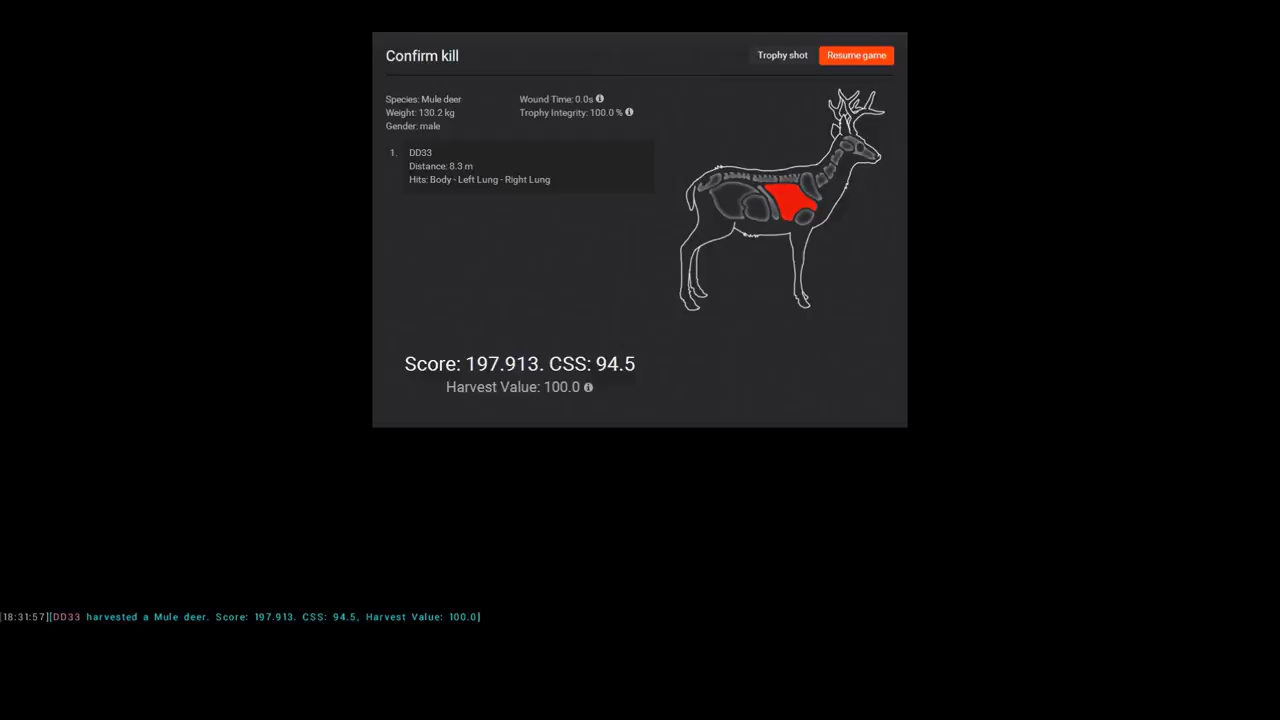 Confirm kill
Trophy shot
Resume game
Species: Mule deer
Weight: 130.2 kg
Gender: male
Wound Time: 0.0s
Trophy Integrity: 100.0 %
1. DD33
Distance: 8.3 m
Hits: Body - Left Lung - Right Lung
Score: 197.913. CSS: 94.5
Harvest Value: 100.0
[18:31:57][DD33 harvested a Mule deer. Score: 197.913. CSS: 94.5, Harvest Value: 100.0]